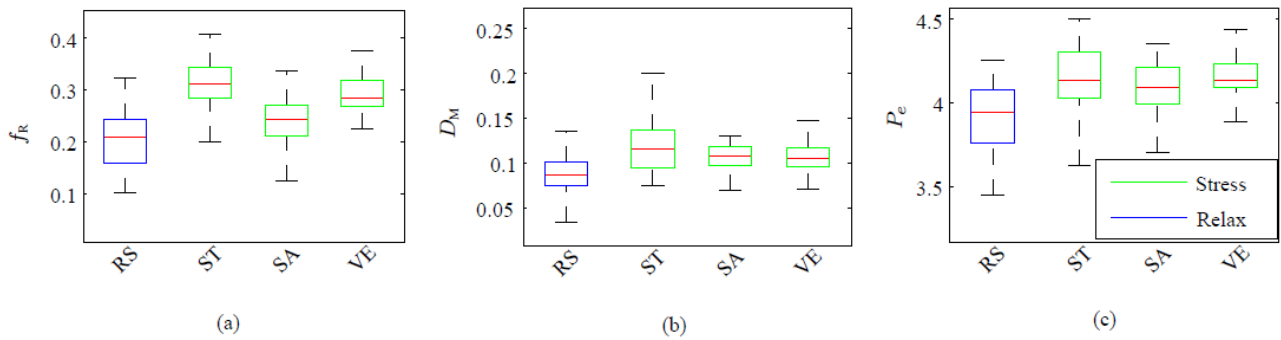 0.4
0.3
0.2
0.1
f_R
RS
ST
SA
VE
(a)
0.25
0.2
0.15
0.1
0.05
D_M
RS
ST
SA
VE
(b)
4.5
4
3.5
P_e
RS
ST
SA
VE
Stress
Relax
(c)